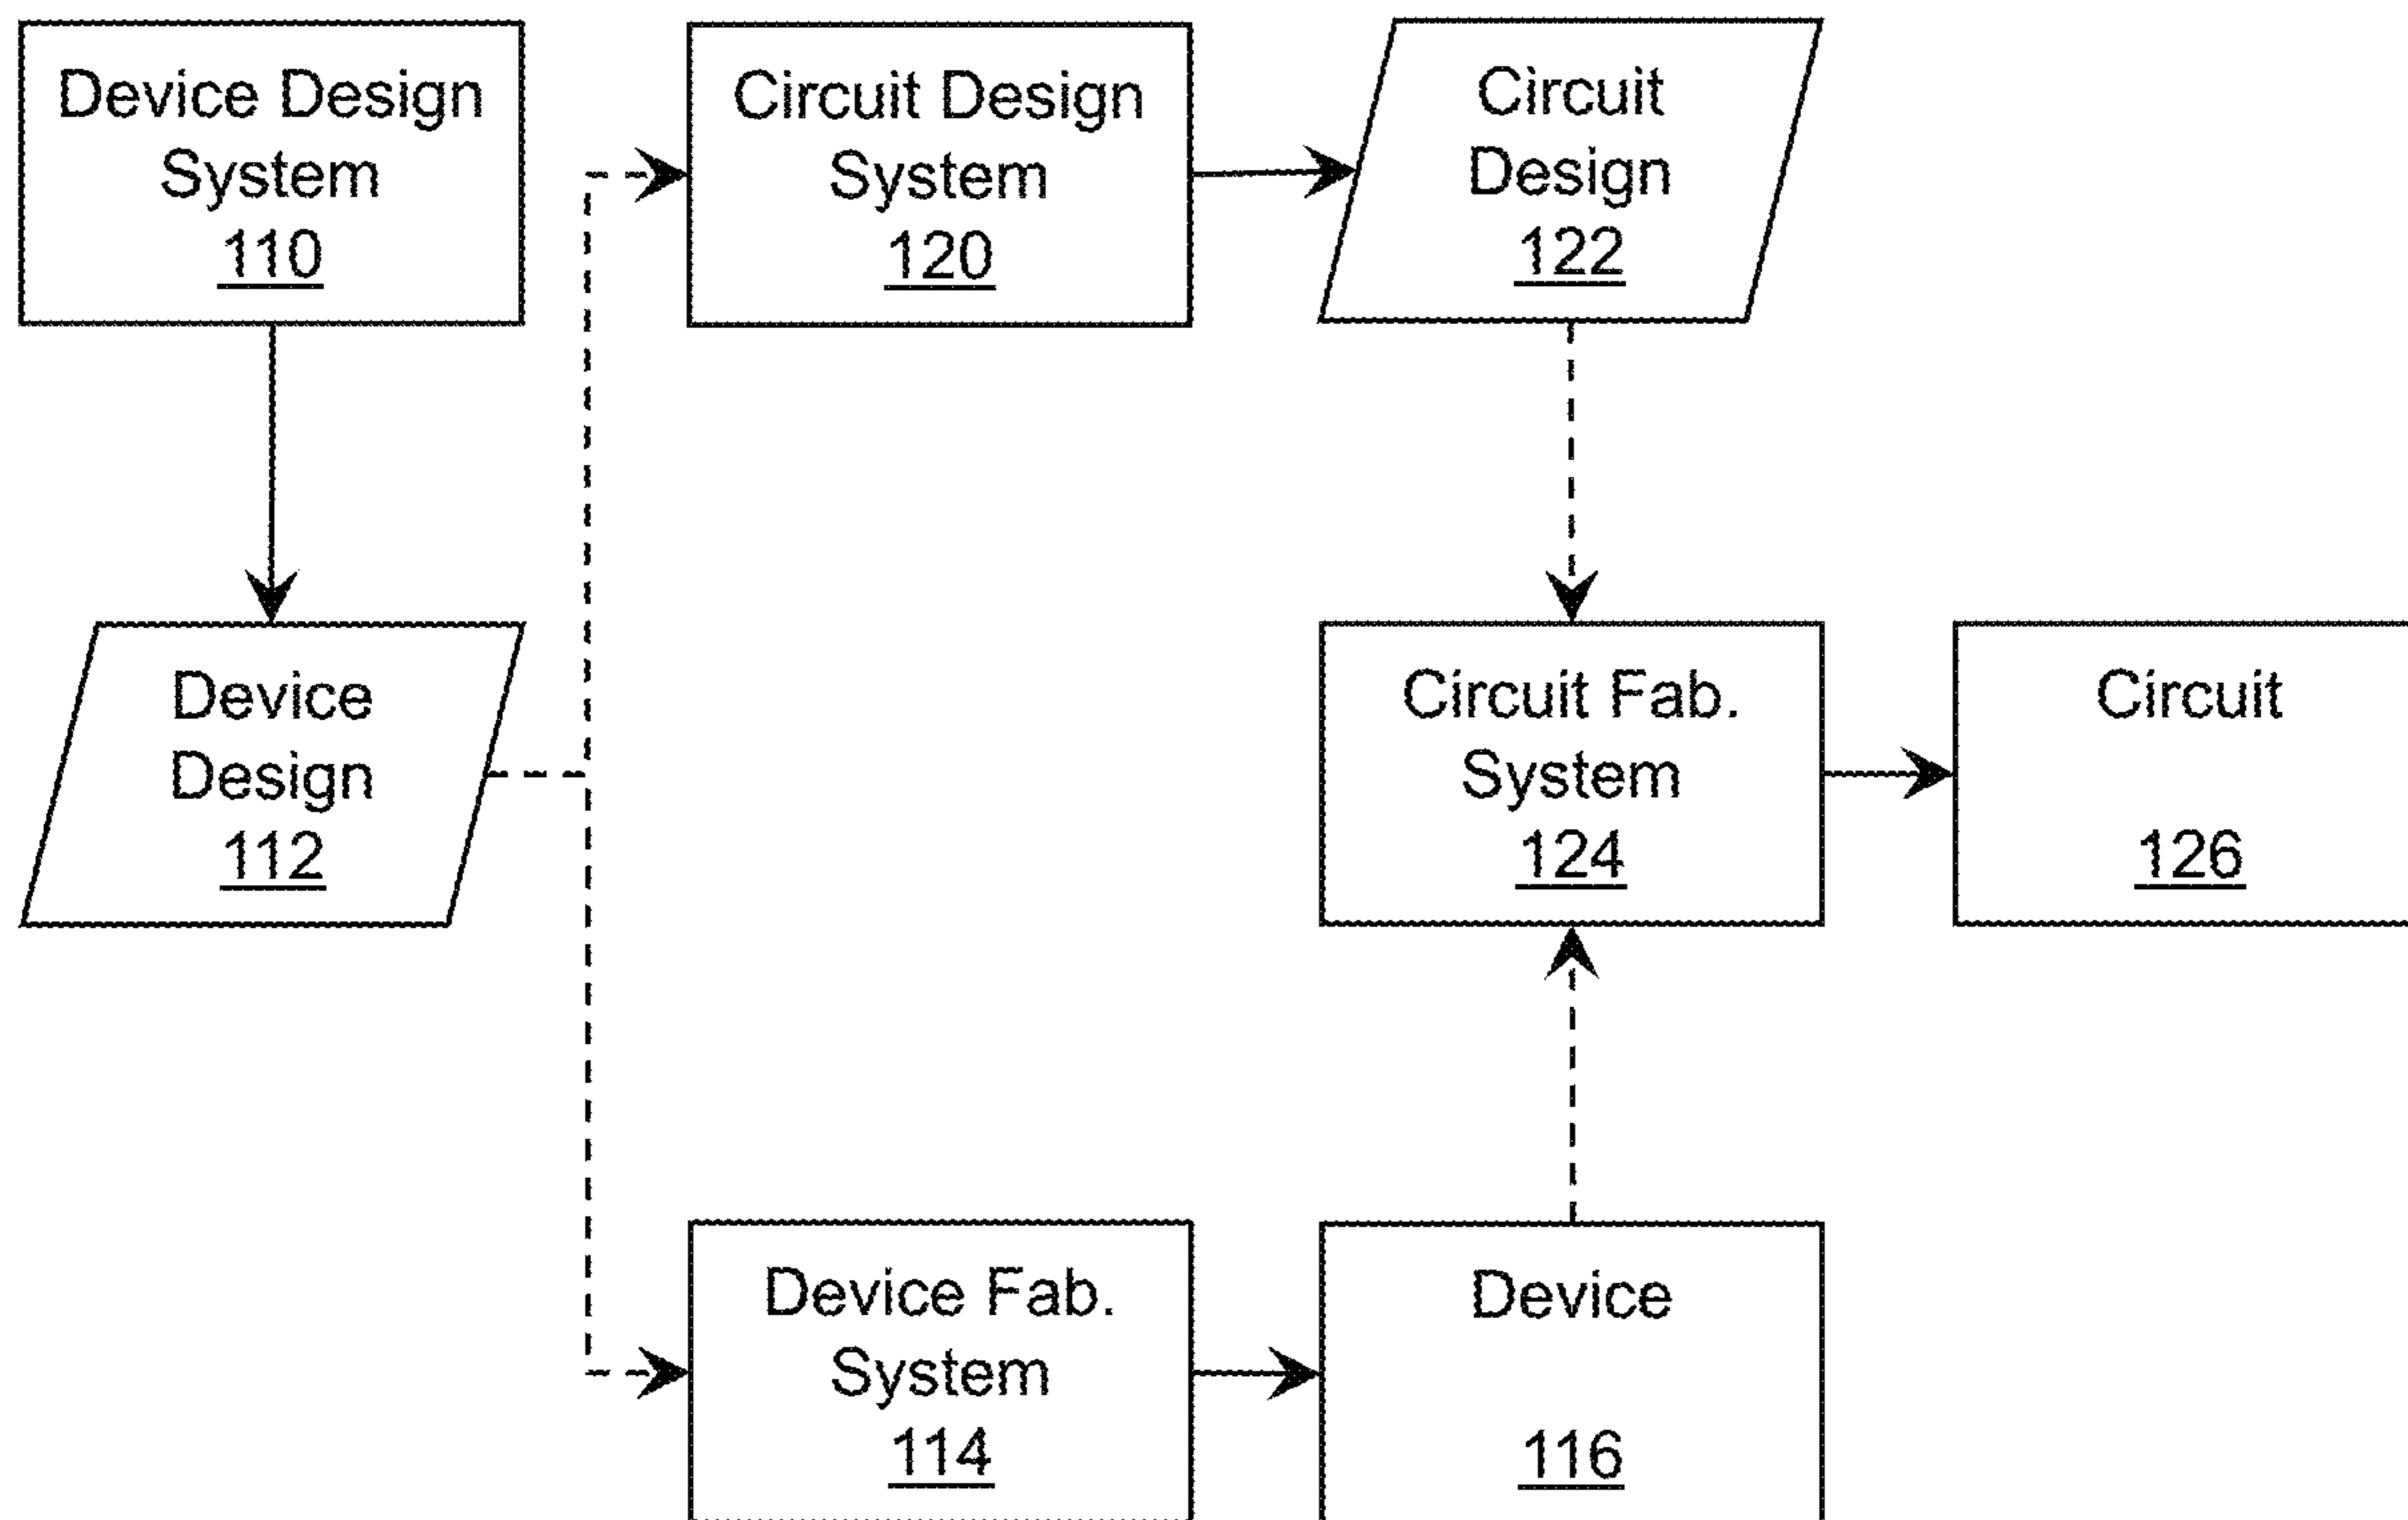 Device Design
System
110
Circuit Design
System
120
Circuit
Design
122
Device
Design
112
Circuit Fab.
System
124
Circuit
126
Device Fab.
System
114
Device
116